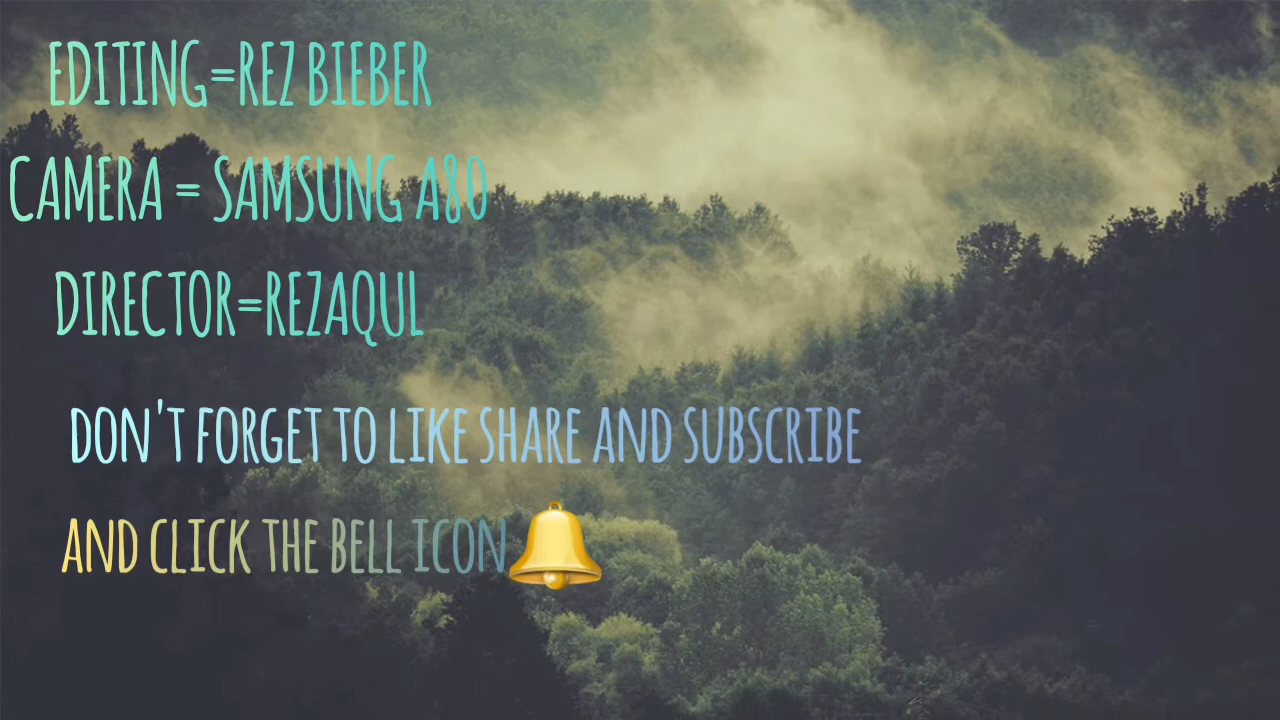 EDITING=REZ BIEBER
CAMERA = SAMSUNG A80
DIRECTOR=REZAQUL
DON'T FORGET TO LIKE SHARE AND SUBSCRIBE
AND CLICK THE BELL ICON🔔